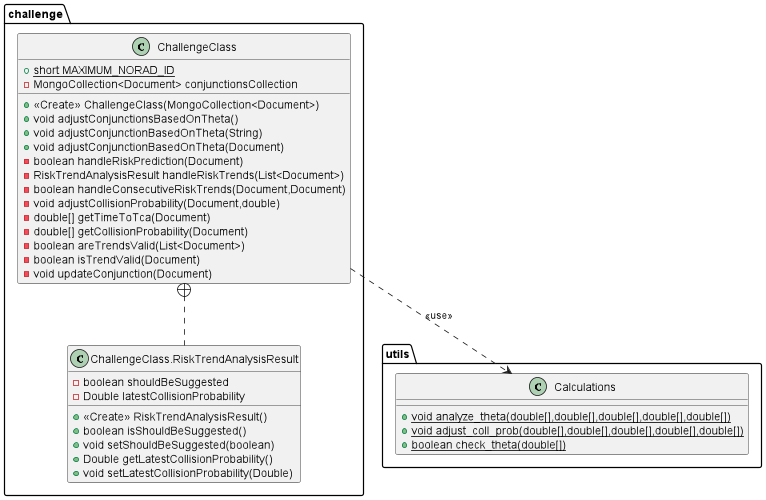 challenge
C ChallengeClass
short MAXIMUM_NORAD_ID
MongoCollection<Document> conjunctionsCollection
«Create» ChallengeClass(MongoCollection<Document>)
void adjustConjunctionsBasedOnTheta()
void adjustConjunctionBasedOnTheta(String)
void adjustConjunctionBasedOnTheta(Document)
boolean handleRiskPrediction(Document)
RiskTrendAnalysisResult handleRiskTrends(List<Document>)
boolean handleConsecutiveRiskTrends(Document,Document)
void adjustCollisionProbability(Document,double)
double[] getTimeToTca(Document)
double[] getCollisionProbability(Document)
boolean areTrendsValid(List<Document>)
boolean isTrendValid(Document)
void updateConjunction(Document)
«use»
C ChallengeClass.RiskTrendAnalysisResult
boolean shouldBeSuggested
Double latestCollisionProbability
«Create» RiskTrendAnalysisResult()
boolean isShouldBeSuggested()
void setShouldBeSuggested(boolean)
Double getLatestCollisionProbability()
void setLatestCollisionProbability(Double)
utils
C Calculations
void analyze_theta(double[],double[],double[],double[],double[])
void adjust_coll_prob(double[],double[],double[],double[],double[])
boolean check_theta(double[])